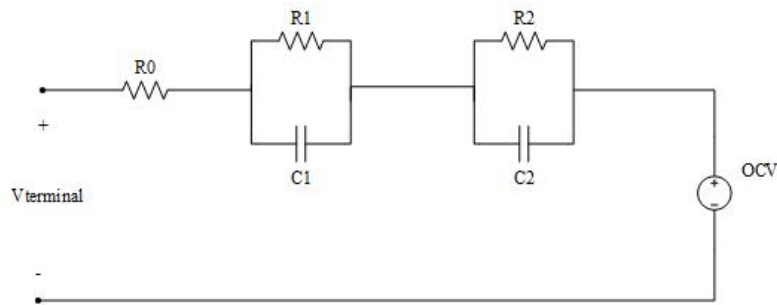 R1
R2
R0
+
C1
C2
OCV
+
−
Vterminal
-